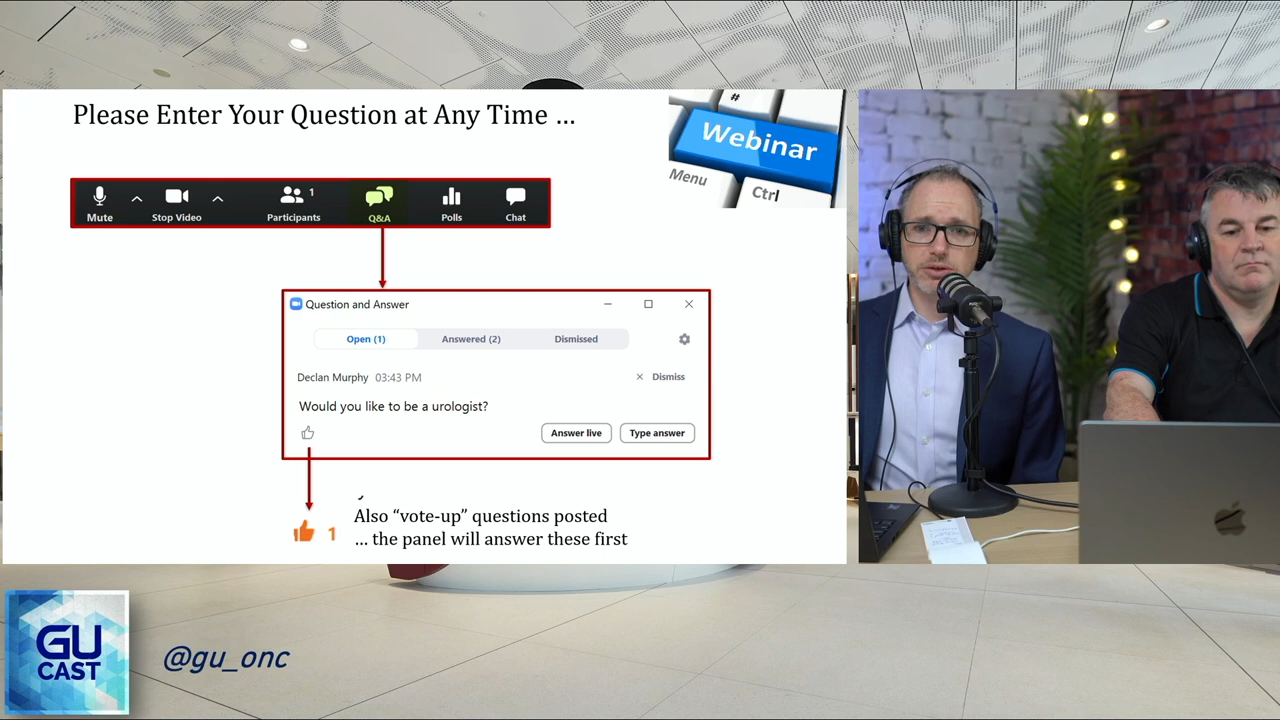 Please Enter Your Question at Any Time ...
#
Webinar
Menu
Ctrl
Mute
Stop Video
Participants
1
Q&A
Polls
Chat
Question and Answer
Open (1)
Answered (2)
Dismissed
Declan Murphy 03:43 PM
Dismiss
Would you like to be a urologist?
Answer live
Type answer
1
Also “vote-up” questions posted
... the panel will answer these first
GU
CAST
@gu_onc